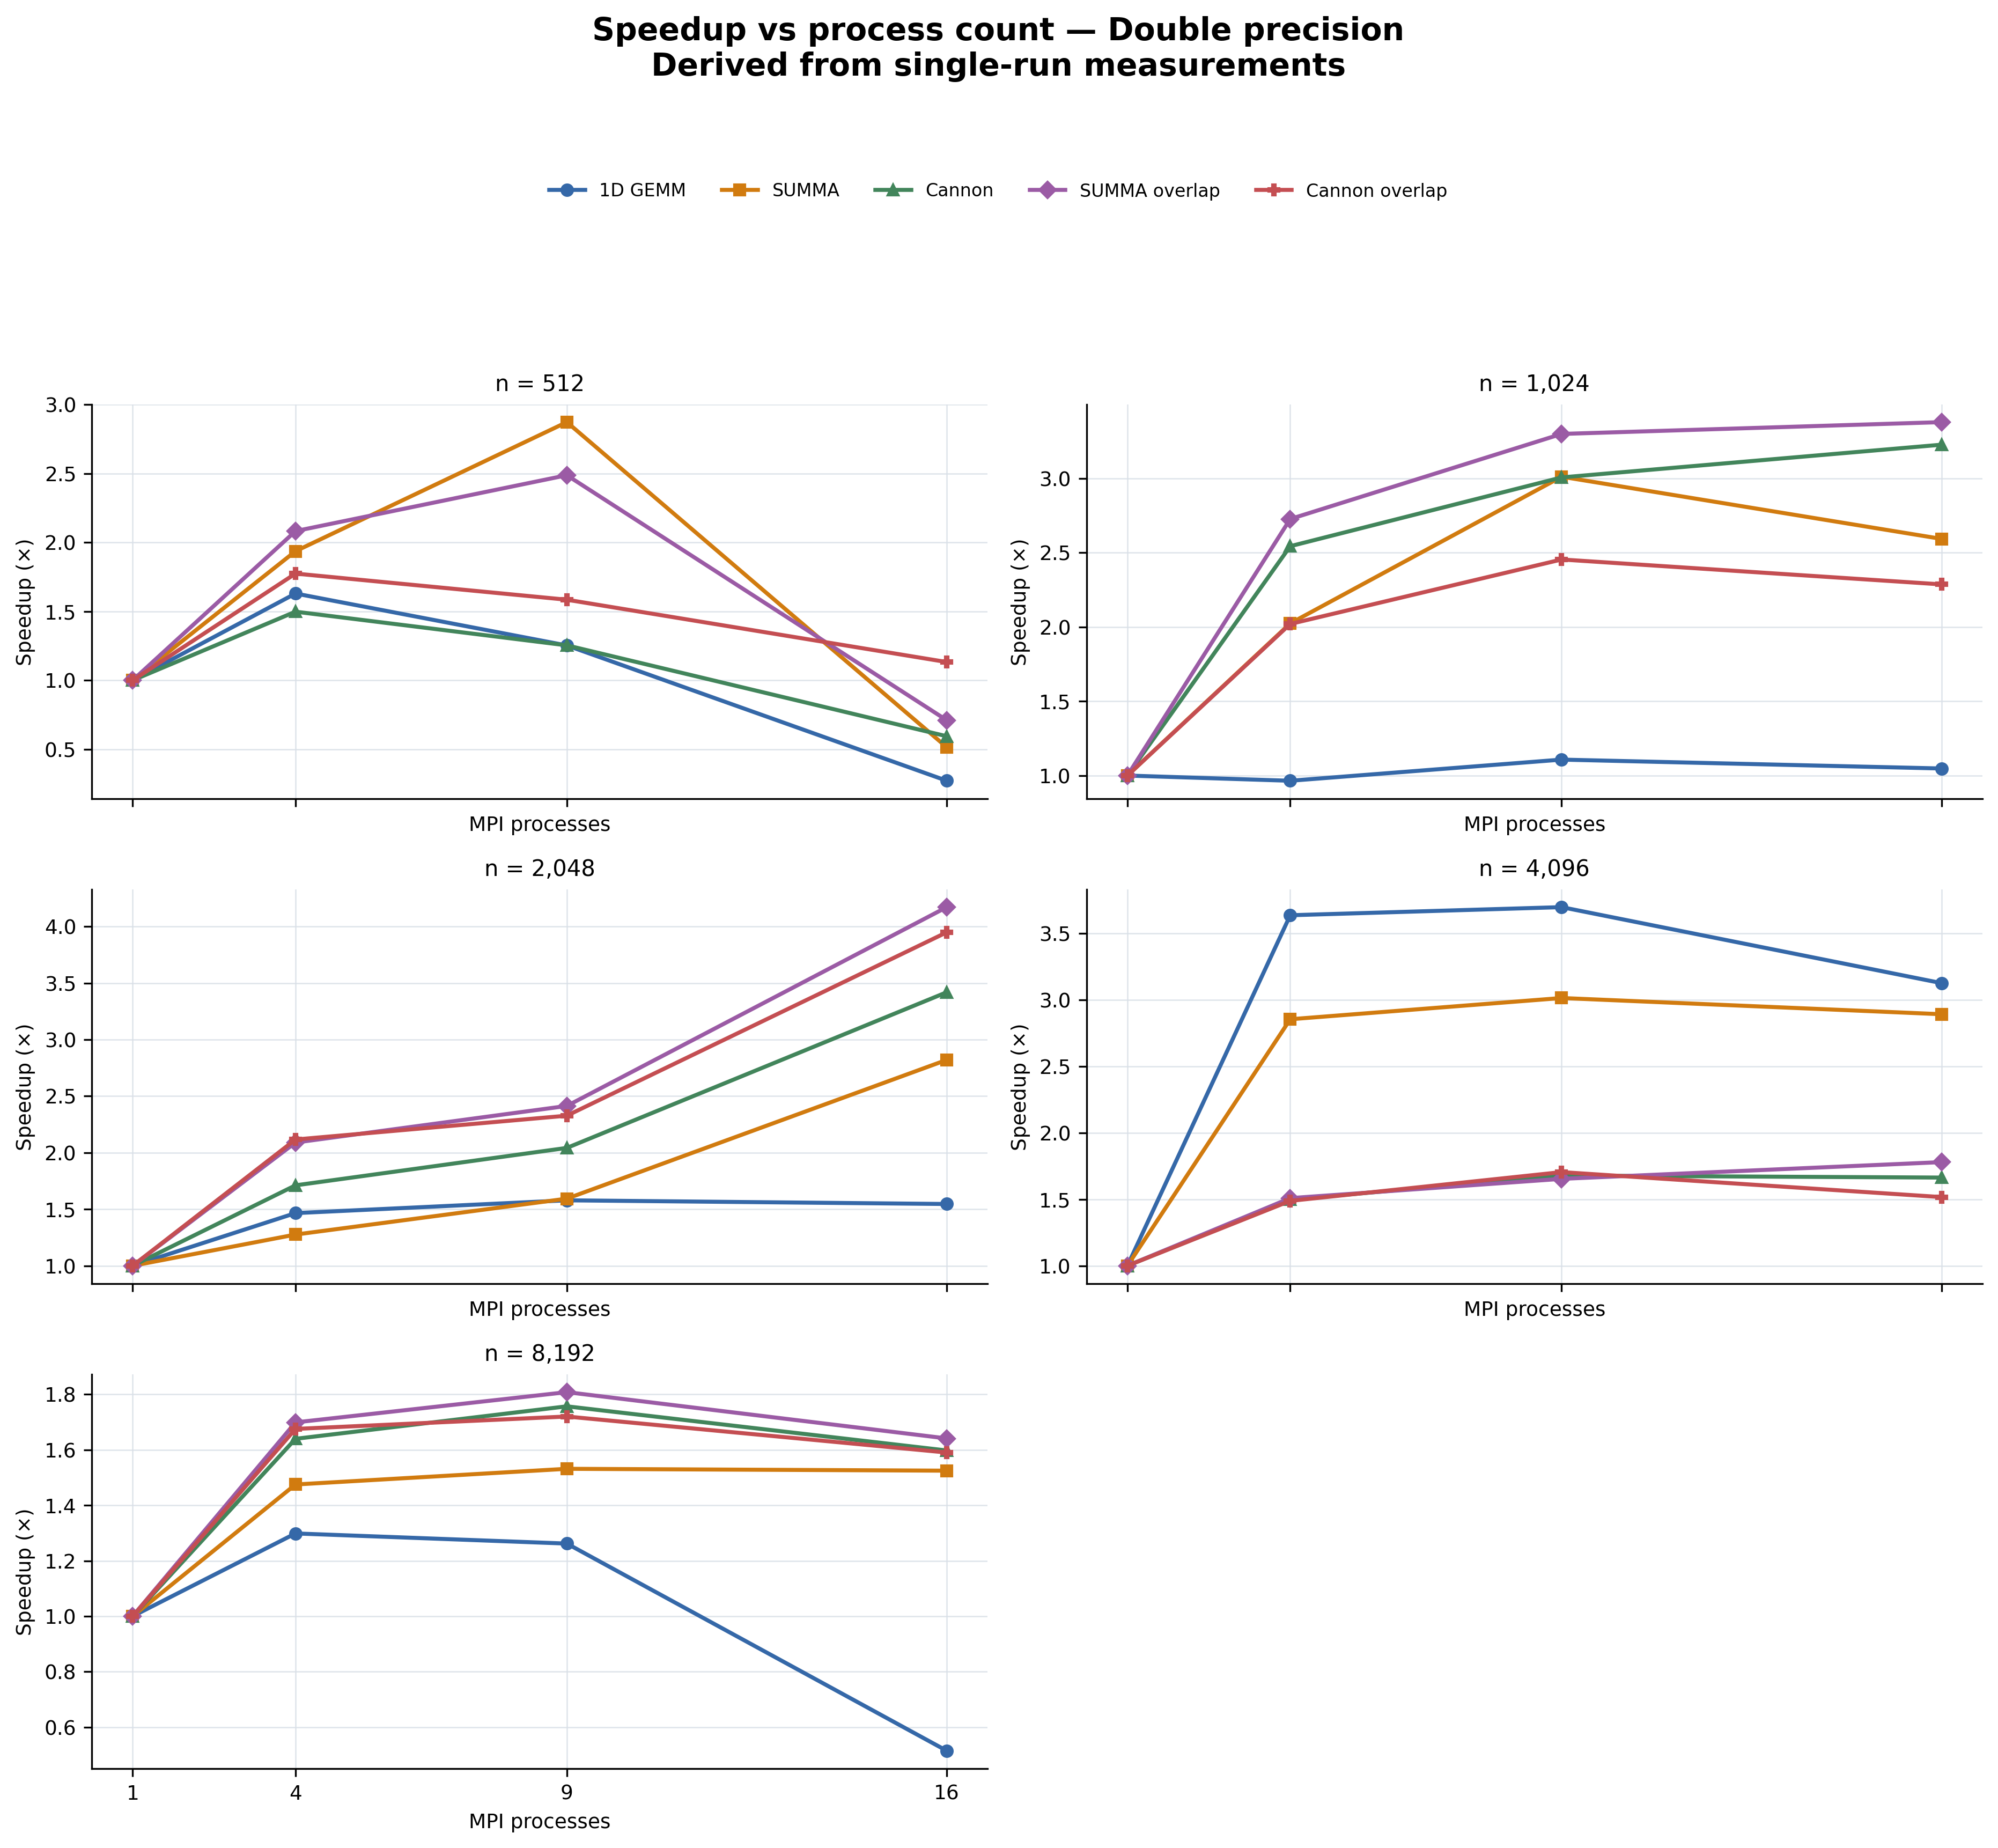 Speedup vs process count — Double precision
Derived from single-run measurements
1D GEMM SUMMA Cannon SUMMA overlap Cannon overlap
n = 512
Speedup (×)
3.0
2.5
2.0
1.5
1.0
0.5
MPI processes
n = 1,024
Speedup (×)
3.0
2.5
2.0
1.5
1.0
MPI processes
n = 2,048
Speedup (×)
4.0
3.5
3.0
2.5
2.0
1.5
1.0
MPI processes
n = 4,096
Speedup (×)
3.5
3.0
2.5
2.0
1.5
1.0
MPI processes
n = 8,192
Speedup (×)
1.8
1.6
1.4
1.2
1.0
0.8
0.6
1 4 9 16
MPI processes